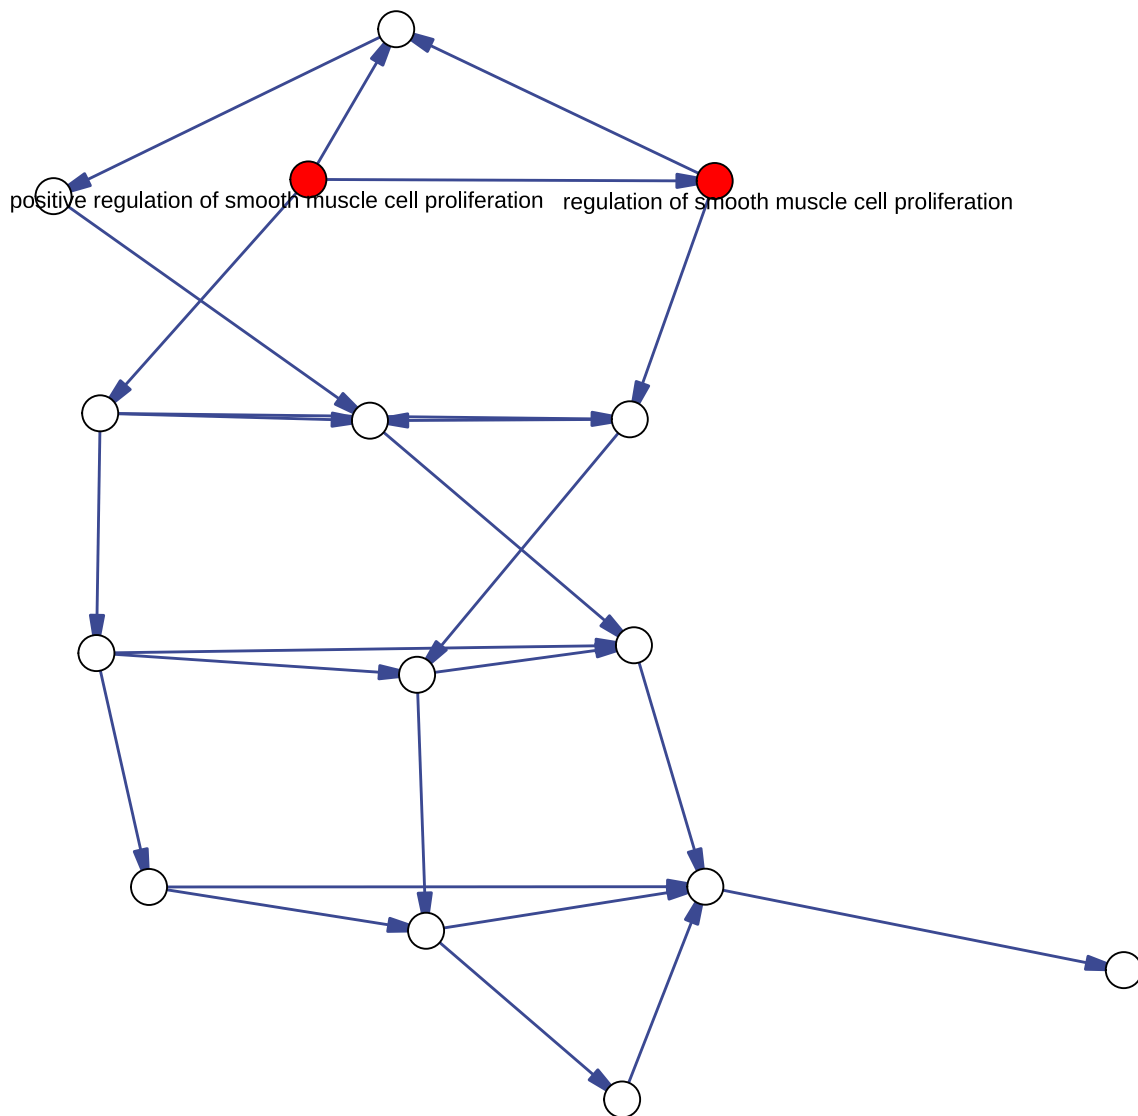 positive regulation of smooth muscle cell proliferation
regulation of smooth muscle cell proliferation